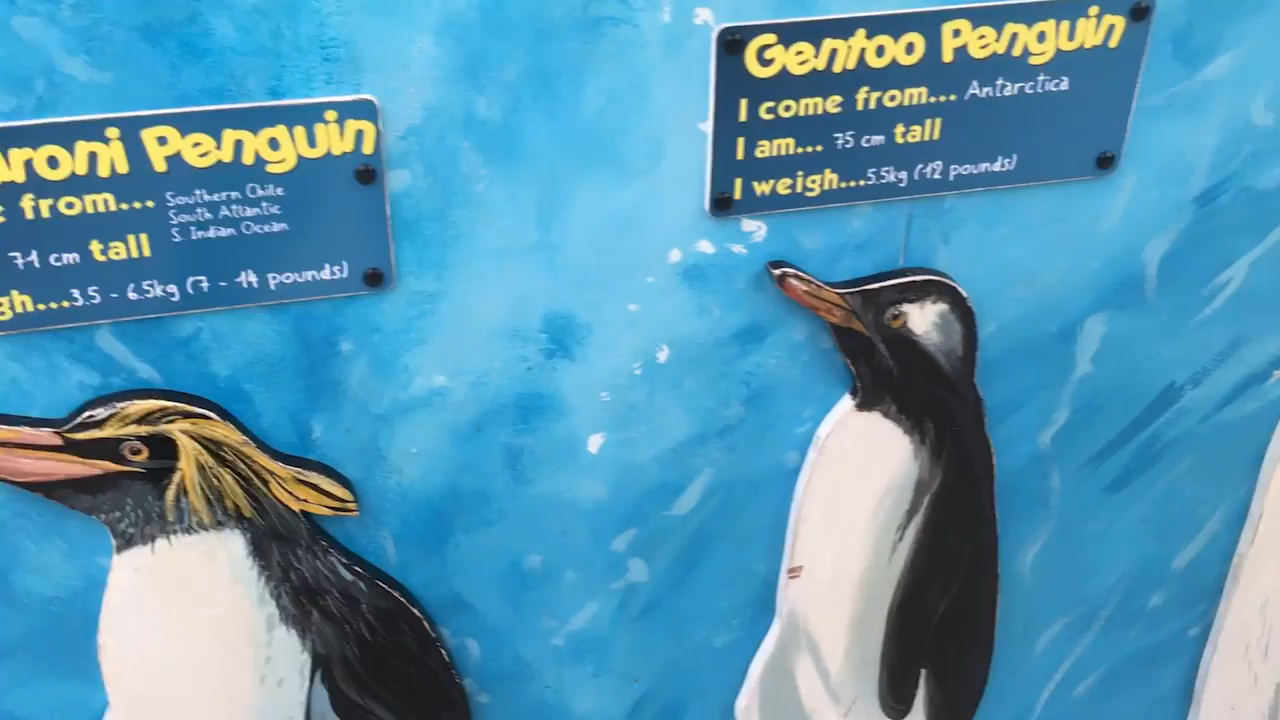 aroni Penguin
from...
Southern Chile
South Atlantic
S. Indian Ocean
71 cm tall
gh...3.5 - 6.5kg (7 - 14 pounds)
Gentoo Penguin
I come from... Antarctica
I am... 75 cm tall
I weigh...5.5kg (12 pounds)